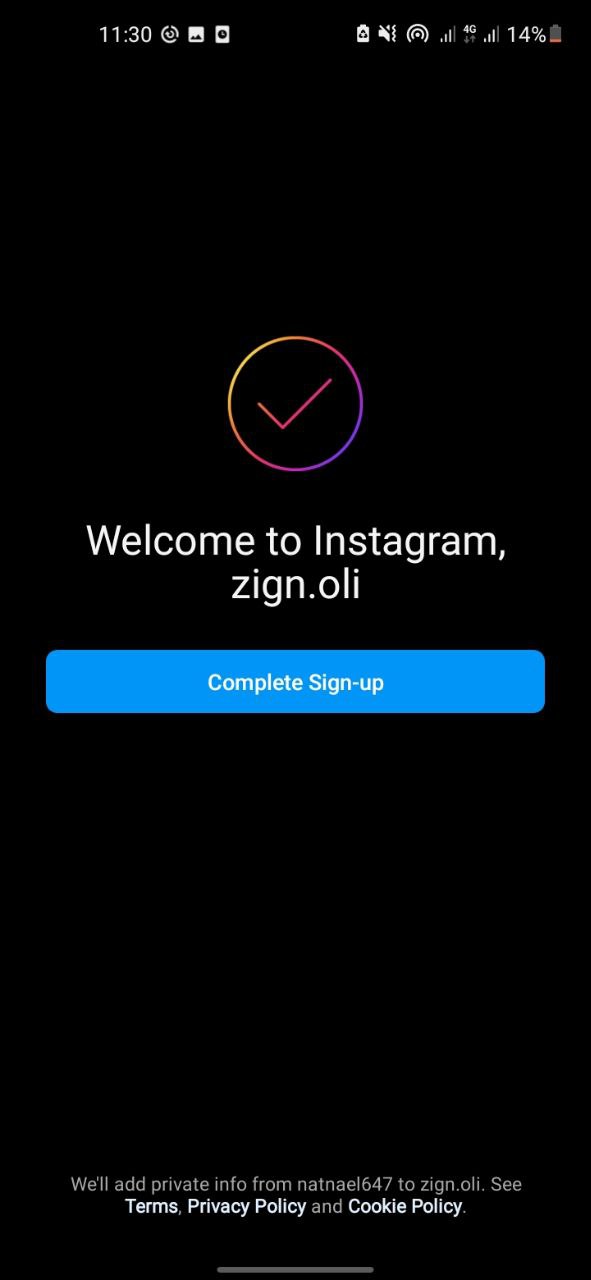 11:30 4G 14%
Welcome to Instagram,
zign.oli
Complete Sign-up
We'll add private info from natnael647 to zign.oli. See
Terms, Privacy Policy and Cookie Policy.